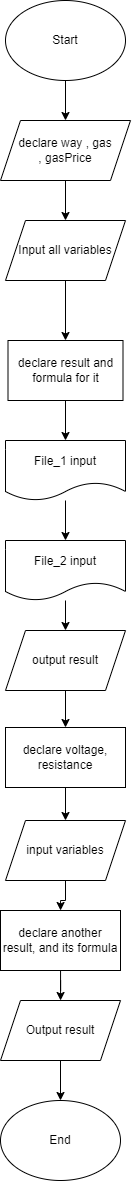 Start
declare way , gas
, gasPrice
Input all variables
declare result and
formula for it
File_1 input
File_2 input
output result
declare voltage,
resistance
input variables
declare another
result, and its formula
Output result
End